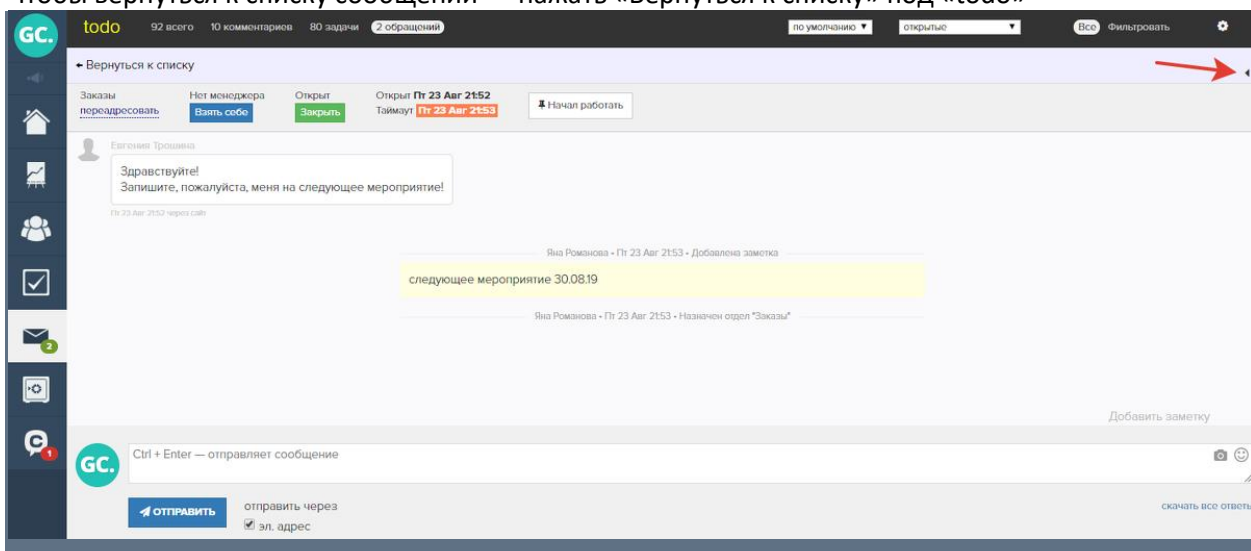 Чтобы вернуться к списку сообщений — нажать «Вернуться к списку» под «todo»
GC.
todo 92 всего 10 комментариев 80 задачи 2 обращений по умолчанию открытые Все Фильтровать
Вернуться к списку
Заказы Нет менеджера Открыт Открыт Пт 23 Авг 21:52
переадресовать Взять себе Закрыть Таймаут Пт 23 Авг 21:53 Начал работать
Евгения Трошина
Здравствуйте!
Запишите, пожалуйста, меня на следующее мероприятие!
Пт 23 Авг 21:52 через сайт
Яна Романова • Пт 23 Авг 21:53 • Добавлена заметка
следующее мероприятие 30.08.19
Яна Романова • Пт 23 Авг 21:53 • Назначен отдел "Заказы"
2
Добавить заметку
1
GC.
Ctrl + Enter — отправляет сообщение
ОТПРАВИТЬ отправить через скачать все ответы
эл. адрес